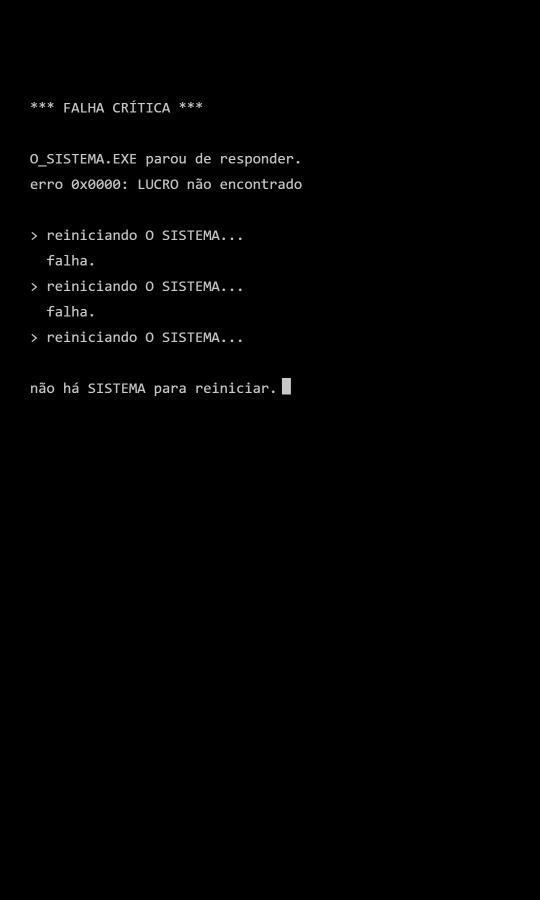 *** FALHA CRÍTICA ***
O_SISTEMA.EXE parou de responder.
erro 0x0000: LUCRO não encontrado
> reiniciando O SISTEMA...
falha.
> reiniciando O SISTEMA...
falha.
> reiniciando O SISTEMA...
não há SISTEMA para reiniciar.